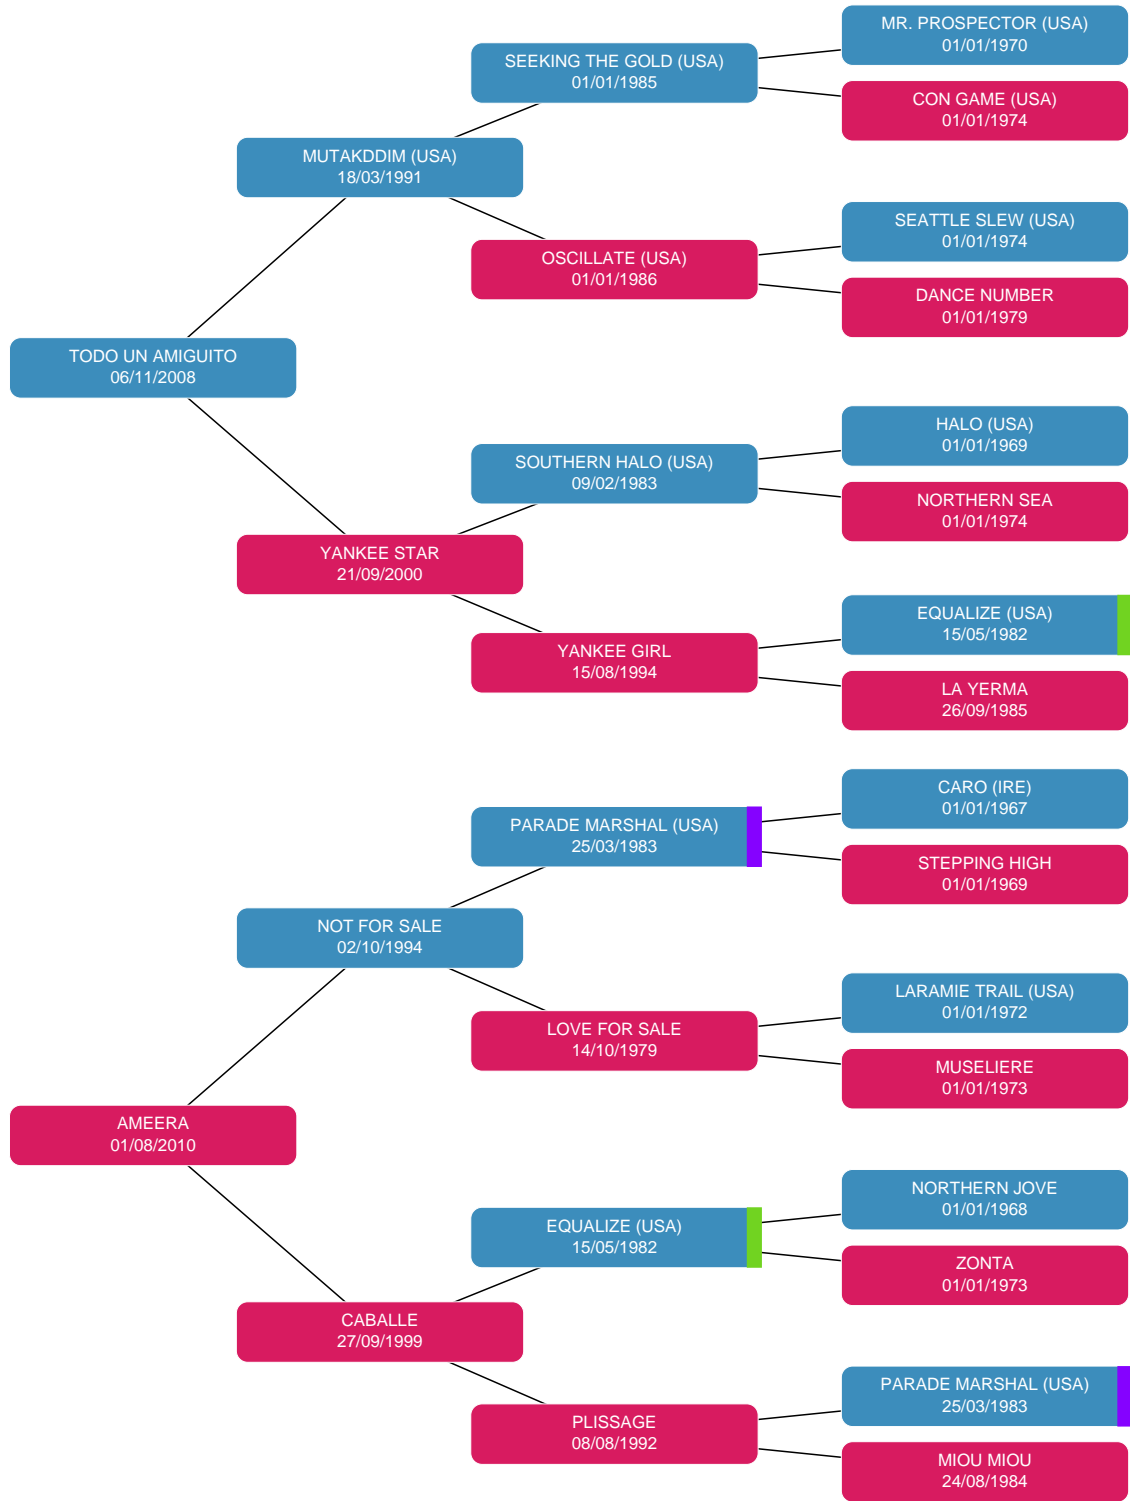 MR. PROSPECTOR (USA)
01/01/1970
SEEKING THE GOLD (USA)
01/01/1985
CON GAME (USA)
01/01/1974
MUTAKDDIM (USA)
18/03/1991
SEATTLE SLEW (USA)
01/01/1974
OSCILLATE (USA)
01/01/1986
DANCE NUMBER
01/01/1979
TODO UN AMIGUITO
06/11/2008
HALO (USA)
01/01/1969
SOUTHERN HALO (USA)
09/02/1983
NORTHERN SEA
01/01/1974
YANKEE STAR
21/09/2000
EQUALIZE (USA)
15/05/1982
YANKEE GIRL
15/08/1994
LA YERMA
26/09/1985
CARO (IRE)
01/01/1967
PARADE MARSHAL (USA)
25/03/1983
STEPPING HIGH
01/01/1969
NOT FOR SALE
02/10/1994
LARAMIE TRAIL (USA)
01/01/1972
LOVE FOR SALE
14/10/1979
MUSELIERE
01/01/1973
AMEERA
01/08/2010
NORTHERN JOVE
01/01/1968
EQUALIZE (USA)
15/05/1982
ZONTA
01/01/1973
CABALLE
27/09/1999
PARADE MARSHAL (USA)
25/03/1983
PLISSAGE
08/08/1992
MIOU MIOU
24/08/1984